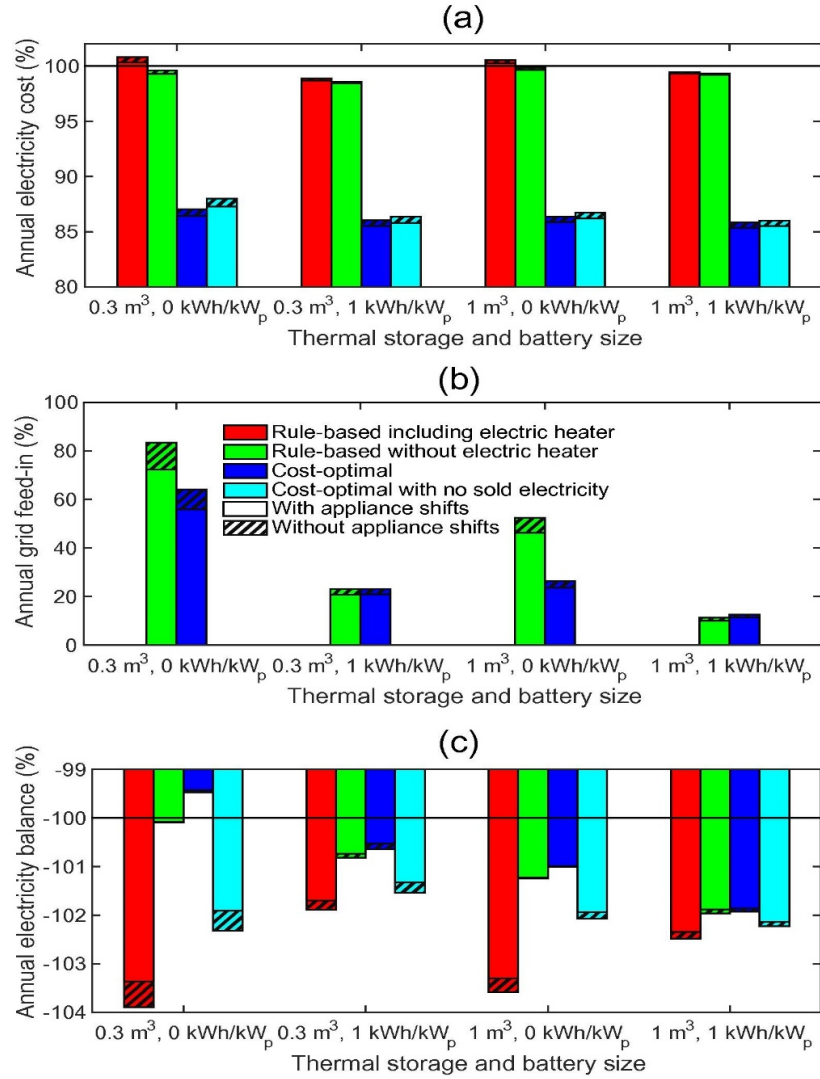 (a)
Annual electricity cost (%)
100
95
90
85
80
0.3 m³, 0 kWh/kWₚ 0.3 m³, 1 kWh/kWₚ 1 m³, 0 kWh/kWₚ 1 m³, 1 kWh/kWₚ
Thermal storage and battery size
(b)
Annual grid feed-in (%)
100
80
60
40
20
0
Rule-based including electric heater
Rule-based without electric heater
Cost-optimal
Cost-optimal with no sold electricity
With appliance shifts
Without appliance shifts
0.3 m³, 0 kWh/kWₚ 0.3 m³, 1 kWh/kWₚ 1 m³, 0 kWh/kWₚ 1 m³, 1 kWh/kWₚ
Thermal storage and battery size
(c)
Annual electricity balance (%)
-99
-100
-101
-102
-103
-104
0.3 m³, 0 kWh/kWₚ 0.3 m³, 1 kWh/kWₚ 1 m³, 0 kWh/kWₚ 1 m³, 1 kWh/kWₚ
Thermal storage and battery size